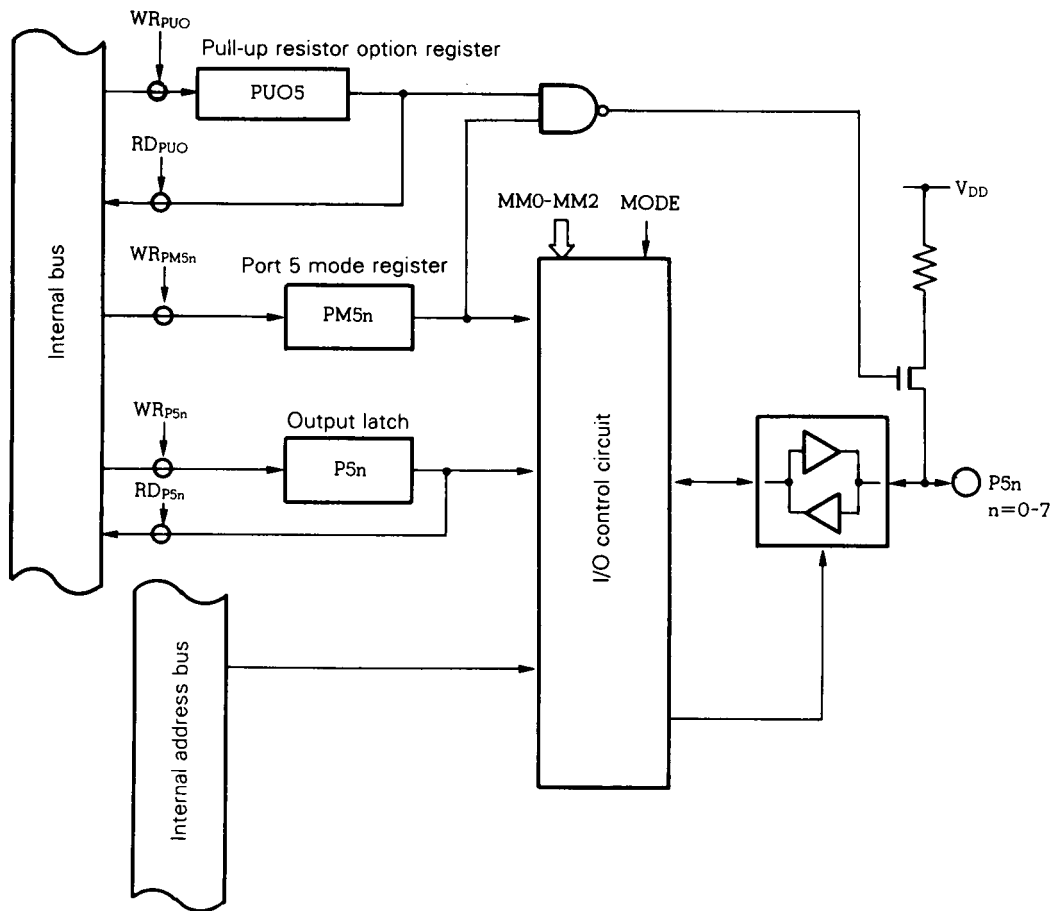 WRPUO
Pull-up resistor option register
PUO5
RDPUO
VDD
MM0-MM2
MODE
WRPM5n
Port 5 mode register
PM5n
Internal bus
WRP5n
Output latch
P5n
RDP5n
I/O control circuit
P5n
n=0-7
Internal address bus